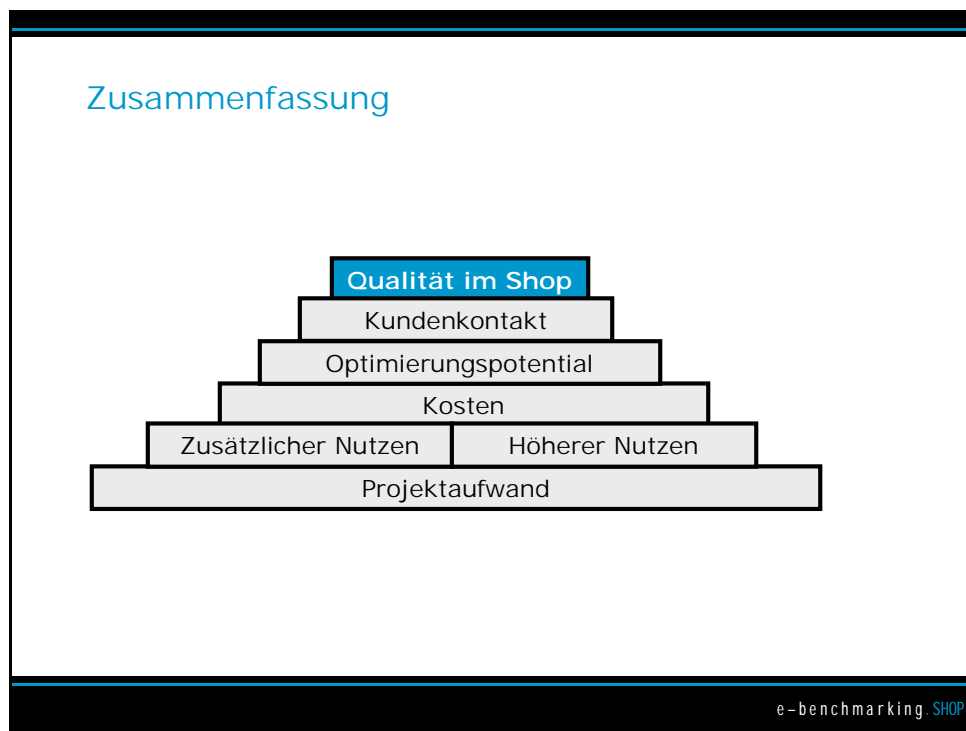 Zusammenfassung
Qualität im Shop
Kundenkontakt
Optimierungspotential
Kosten
Zusätzlicher Nutzen Höherer Nutzen
Projektaufwand
e–benchmarking.SHOP